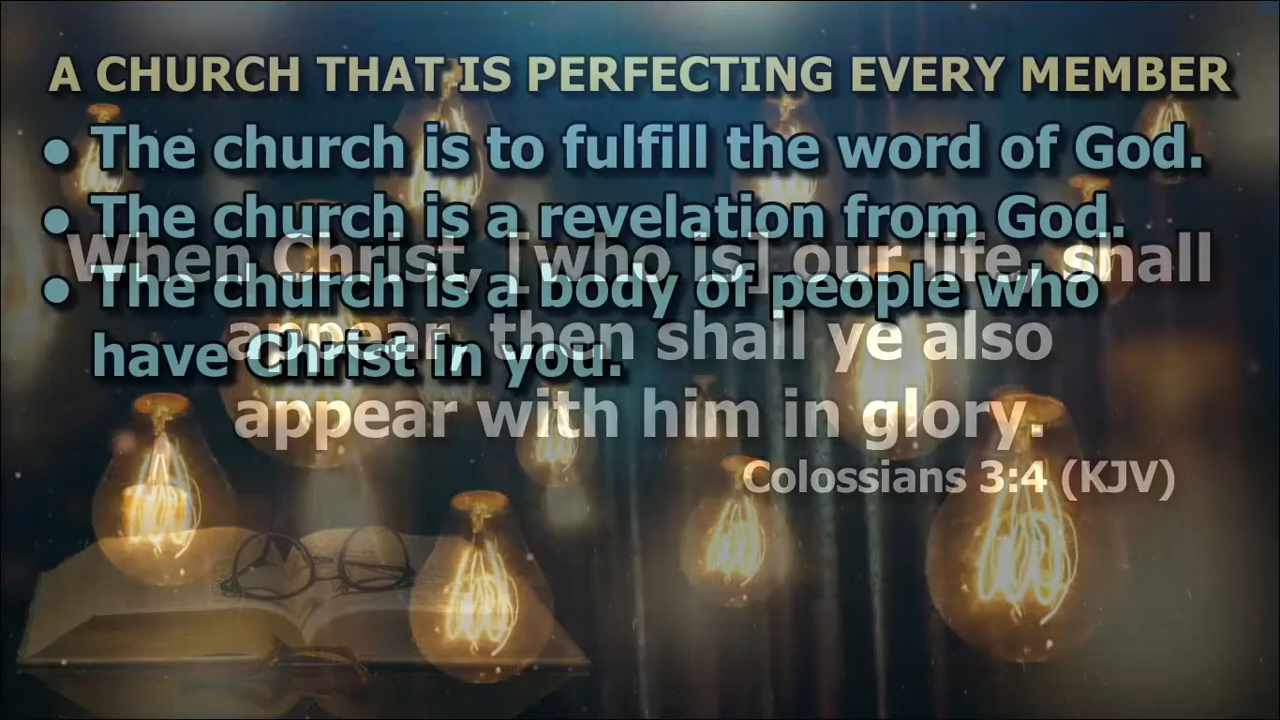 A CHURCH THAT IS PERFECTING EVERY MEMBER
• The church is to fulfill the word of God.
• The church is a revelation from God.
• The church is a body of people who
have Christ in you.
When Christ, [who is] our life, shall
appear, then shall ye also
appear with him in glory.
Colossians 3:4 (KJV)